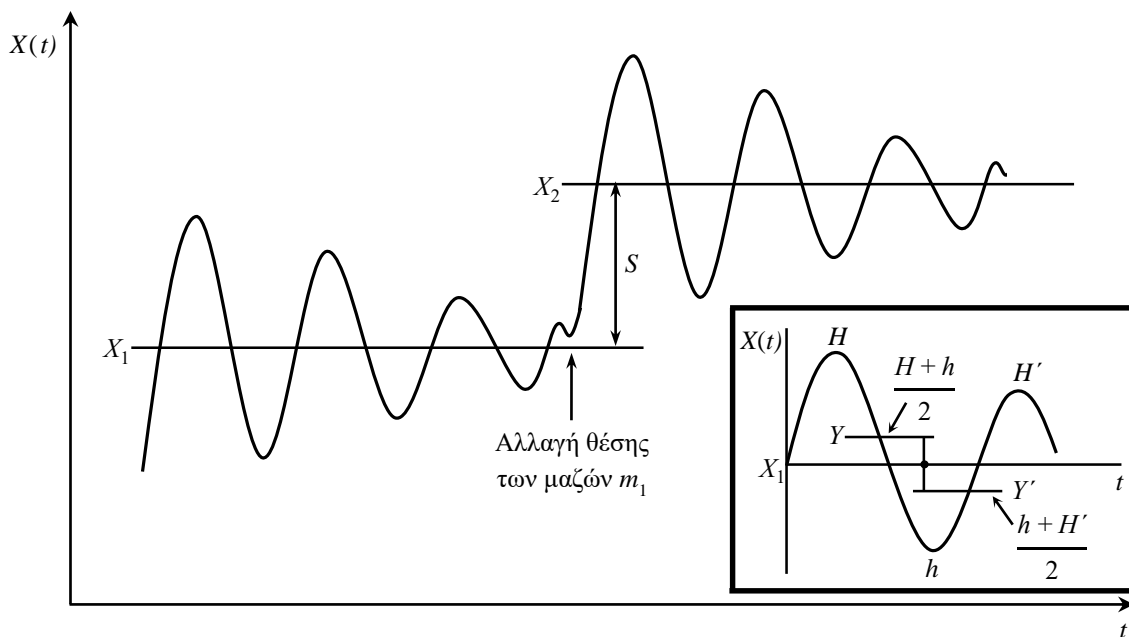 X(t)
X₂
S
X₁
Αλλαγή θέσης
των μαζών m₁
X(t)
H
H + h
2
H′
Y
X₁
t
Y′
h + H′
2
h
t